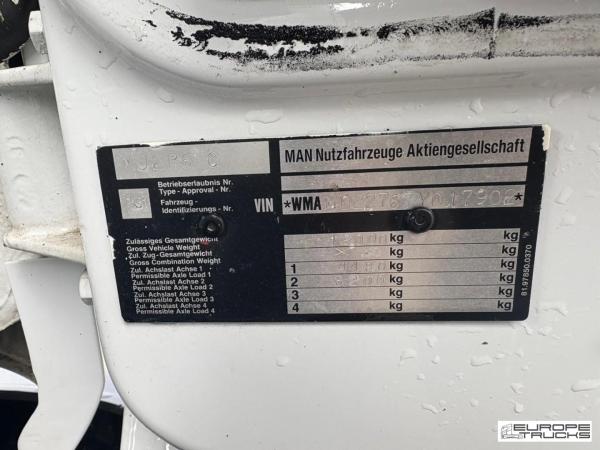 MAN Nutzfahrzeuge Aktiengesellschaft
Betriebserlaubnis Nr.
Type - Approval - Nr.
Fahrzeug -
Identifizierungs - Nr.
VIN
*WMA
Zulässiges Gesamtgewicht
Gross Vehicle Weight
Zul. Zug-Gesamtgewicht
Gross Combination Weight
Zul. Achslast Achse 1
Permissible Axle Load 1
Zul. Achslast Achse 2
Permissible Axle Load 2
Zul. Achslast Achse 3
Permissible Axle Load 3
Zul. Achslast Achse 4
Permissible Axle Load 4
kg kg
kg kg
1 kg kg
2 kg kg
3 kg kg
4 kg kg
81.97850.0370
EUROPE
TRUCKS